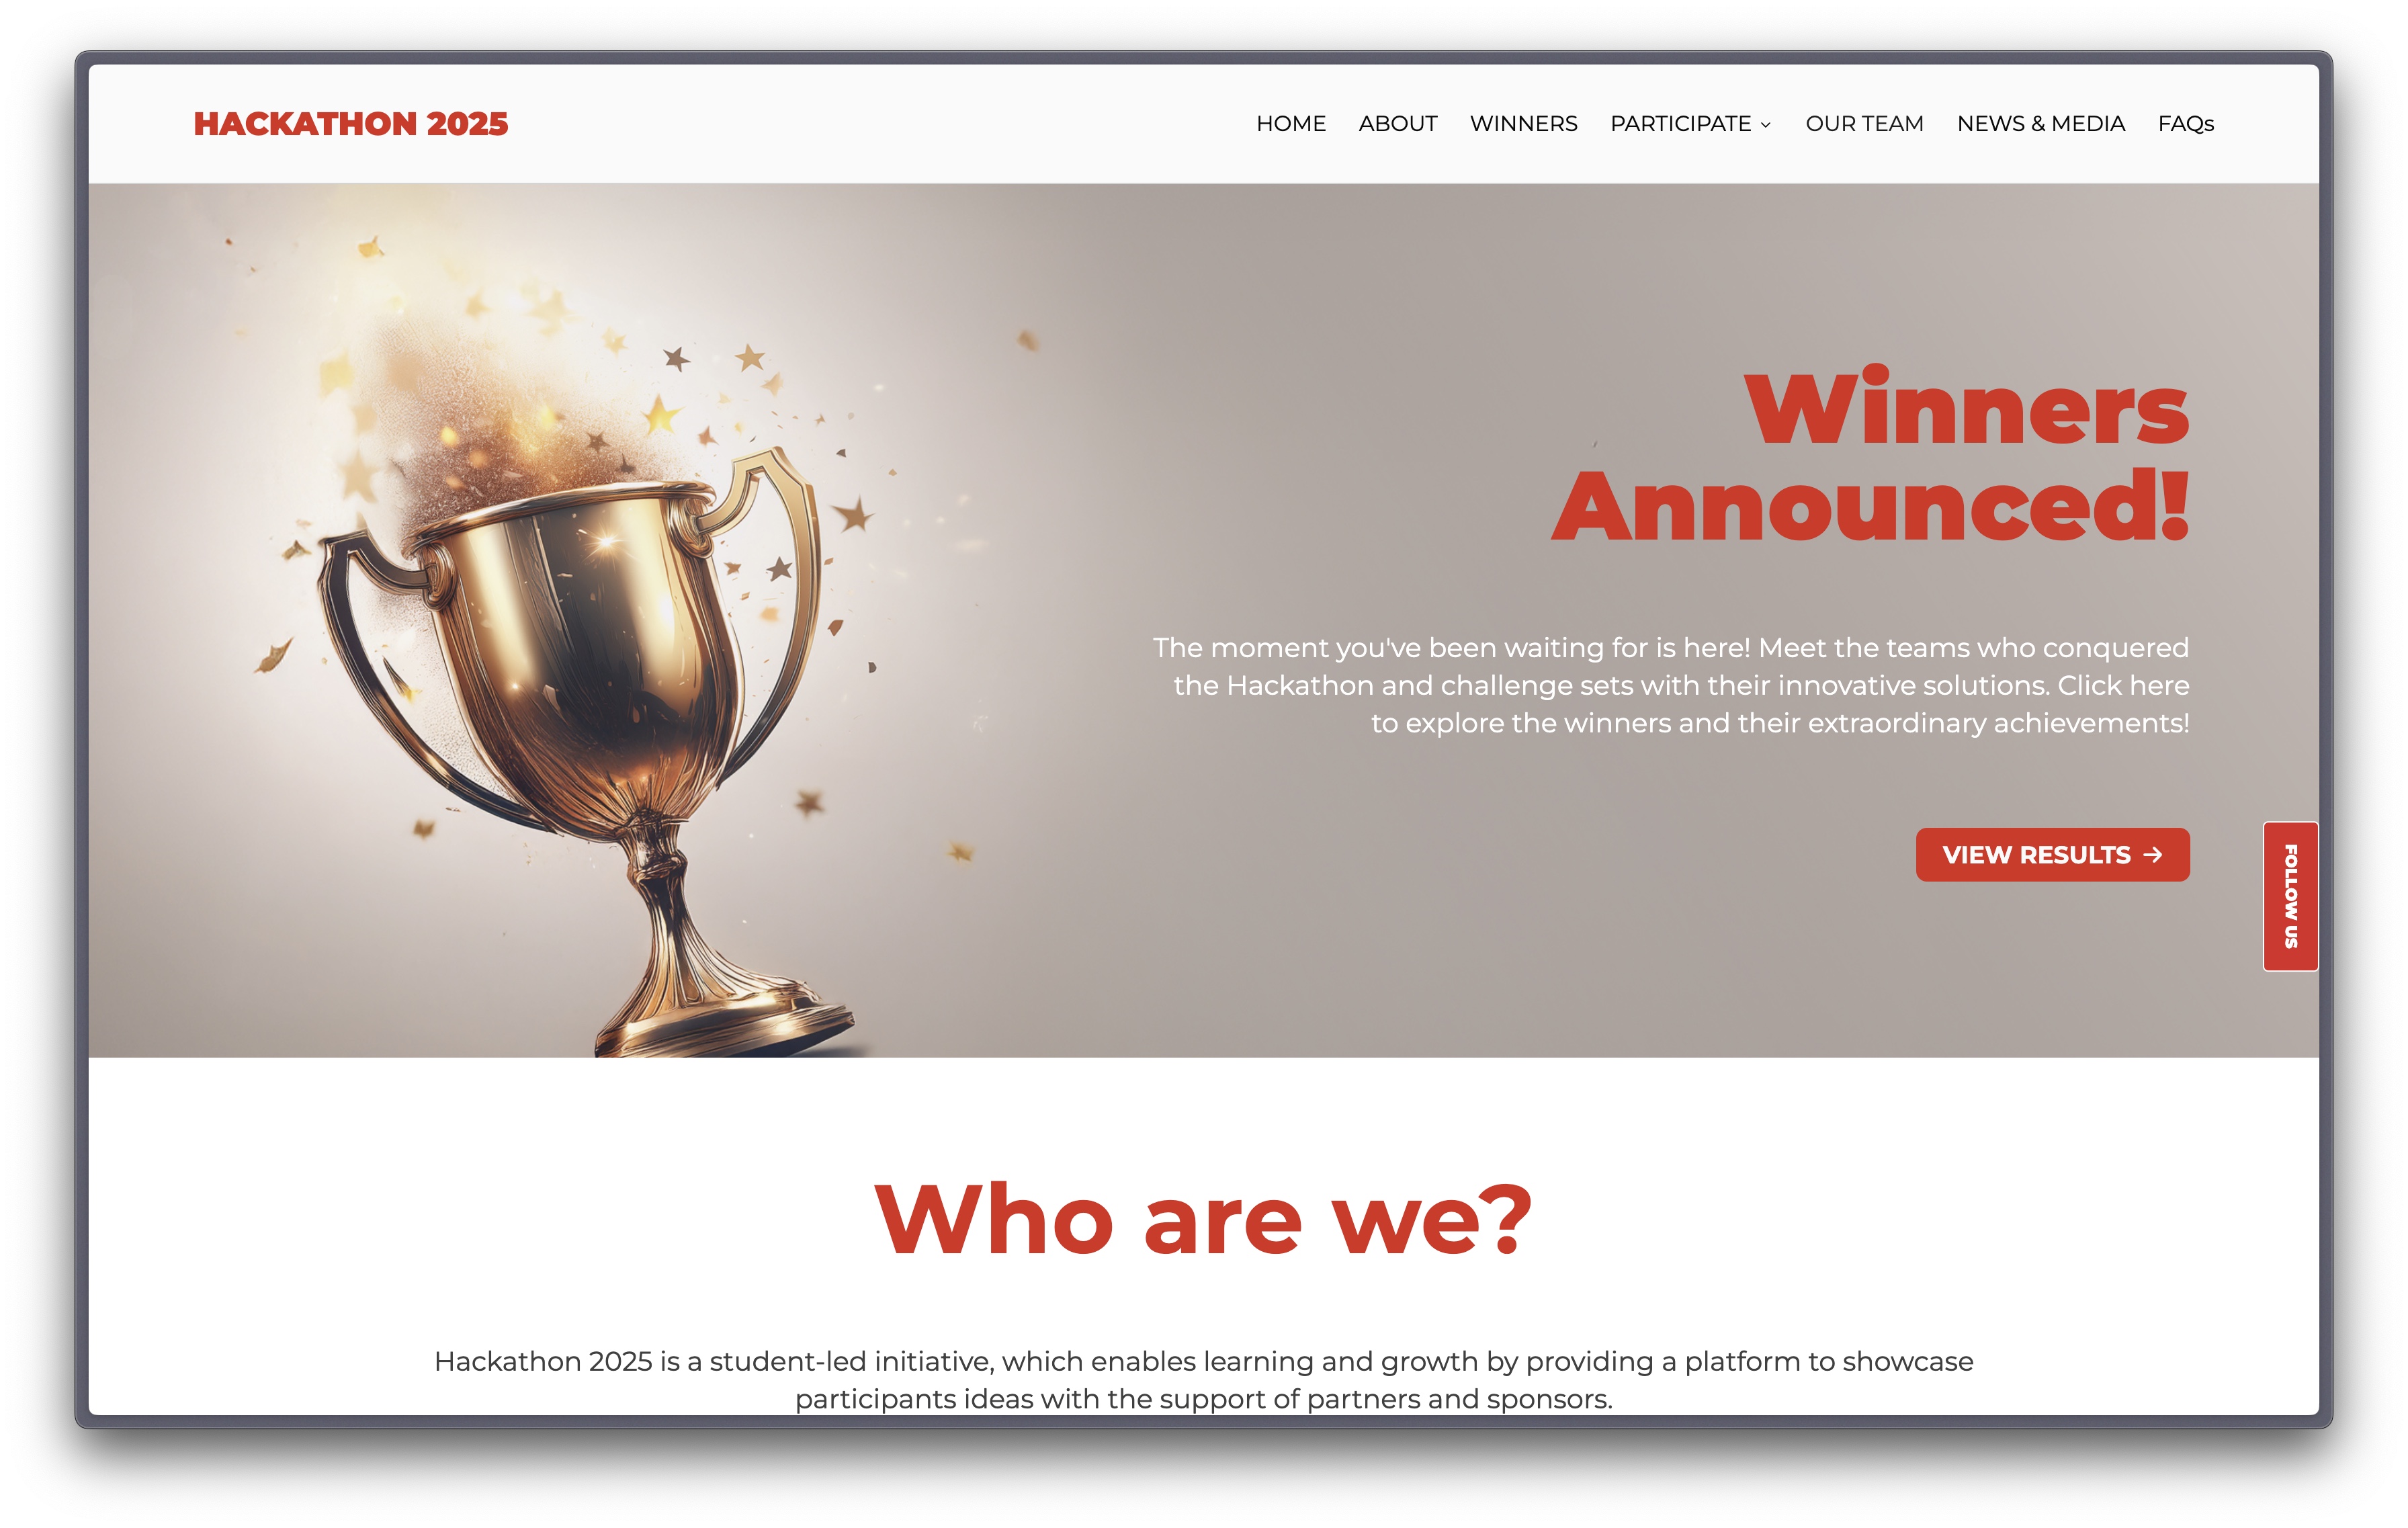 HACKATHON 2025
HOME ABOUT WINNERS PARTICIPATE OUR TEAM NEWS & MEDIA FAQs
Winners
Announced!
The moment you've been waiting for is here! Meet the teams who conquered
the Hackathon and challenge sets with their innovative solutions. Click here
to explore the winners and their extraordinary achievements!
VIEW RESULTS →
FOLLOW US
Who are we?
Hackathon 2025 is a student-led initiative, which enables learning and growth by providing a platform to showcase
participants ideas with the support of partners and sponsors.